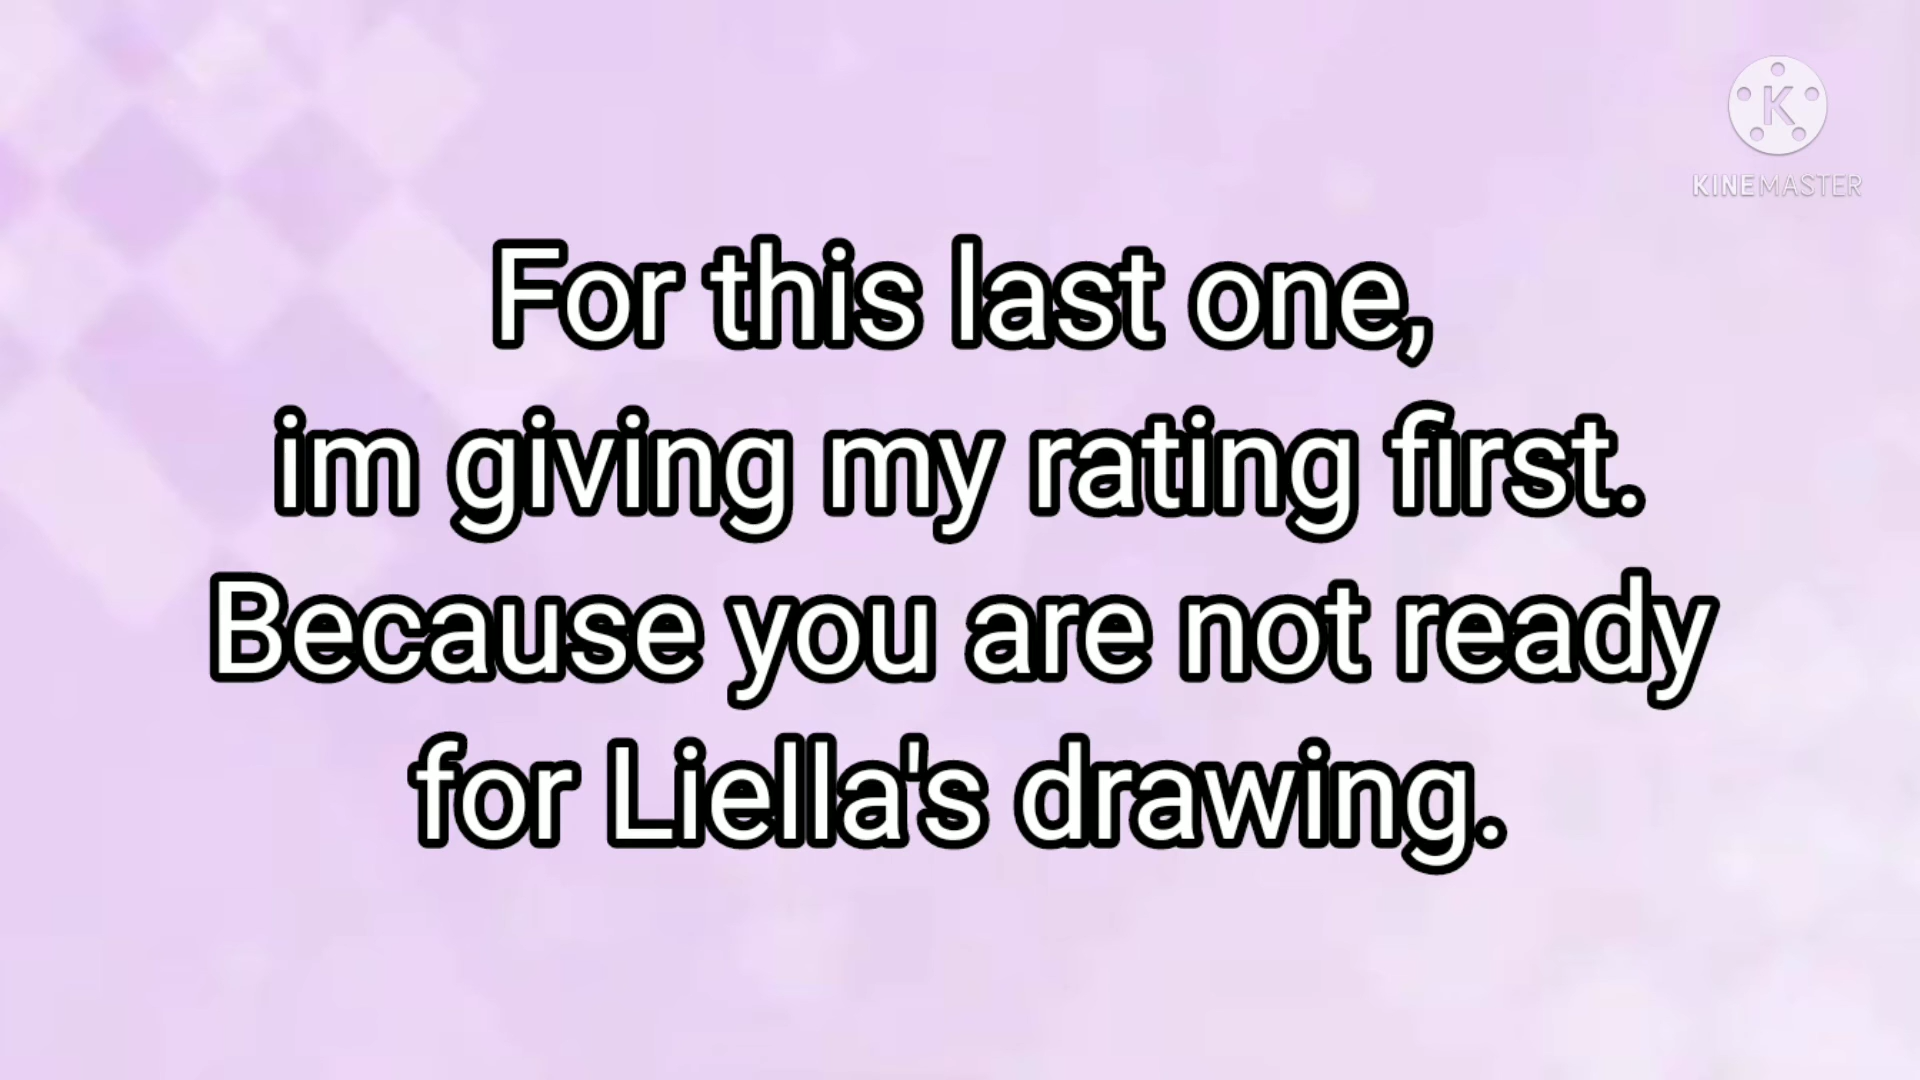 K
KINEMASTER
For this last one,
im giving my rating first.
Because you are not ready
for Liella's drawing.